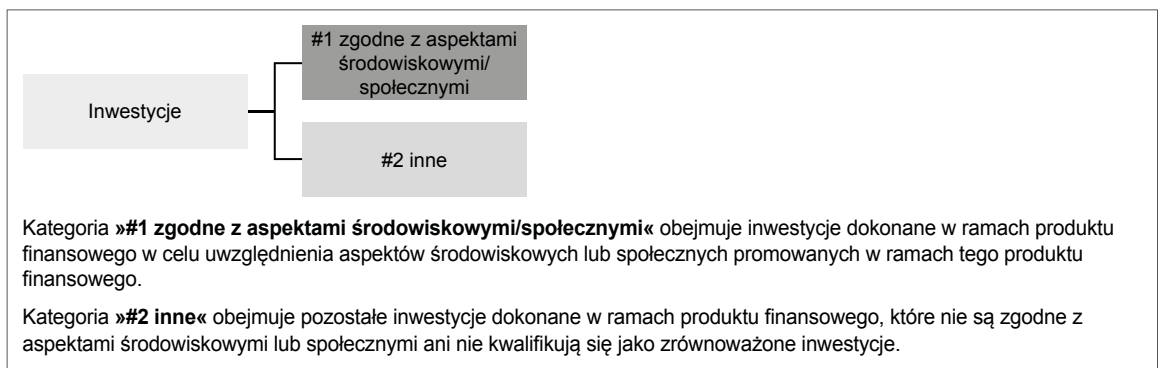 #1 zgodne z aspektami
środowiskowymi/
społecznymi
Inwestycje
#2 inne
Kategoria »#1 zgodne z aspektami środowiskowymi/społecznymi« obejmuje inwestycje dokonane w ramach produktu
finansowego w celu uwzględnienia aspektów środowiskowych lub społecznych promowanych w ramach tego produktu
finansowego.
Kategoria »#2 inne« obejmuje pozostałe inwestycje dokonane w ramach produktu finansowego, które nie są zgodne z
aspektami środowiskowymi lub społecznymi ani nie kwalifikują się jako zrównoważone inwestycje.